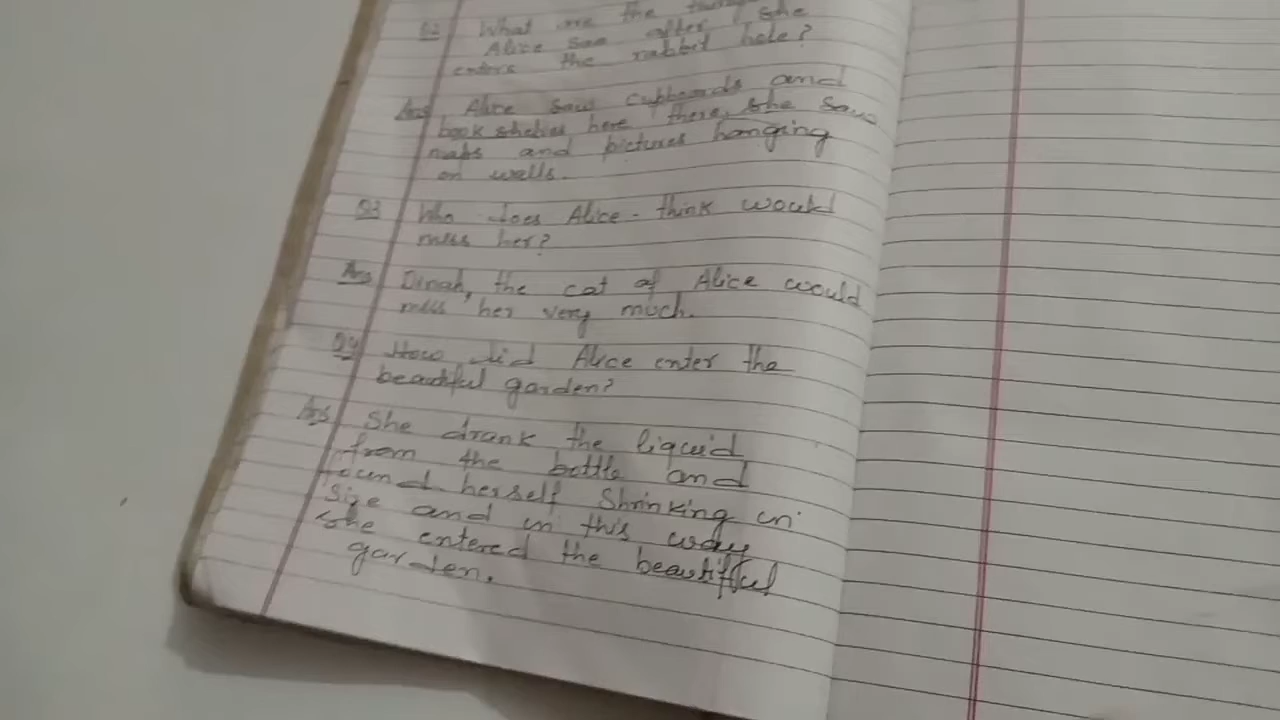 Q2 What are the things
Alice saw after she
enters the rabbit hole?
Ans Alice saw cupboards and
book shelves here there, she saw
maps and pictures hanging
on walls.
Q3 Who does Alice - think would
miss her?
Ans Dinah, the cat of Alice would
miss her very much.
Q4 How did Alice enter the
beautiful garden?
Ans She drank the liquid
from the bottle and
found herself Shrinking in
Size and in this way
She entered the beautiful
garden.